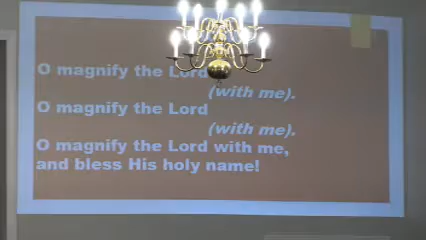 O magnify the Lord
(with me).
O magnify the Lord
(with me).
O magnify the Lord with me,
and bless His holy name!